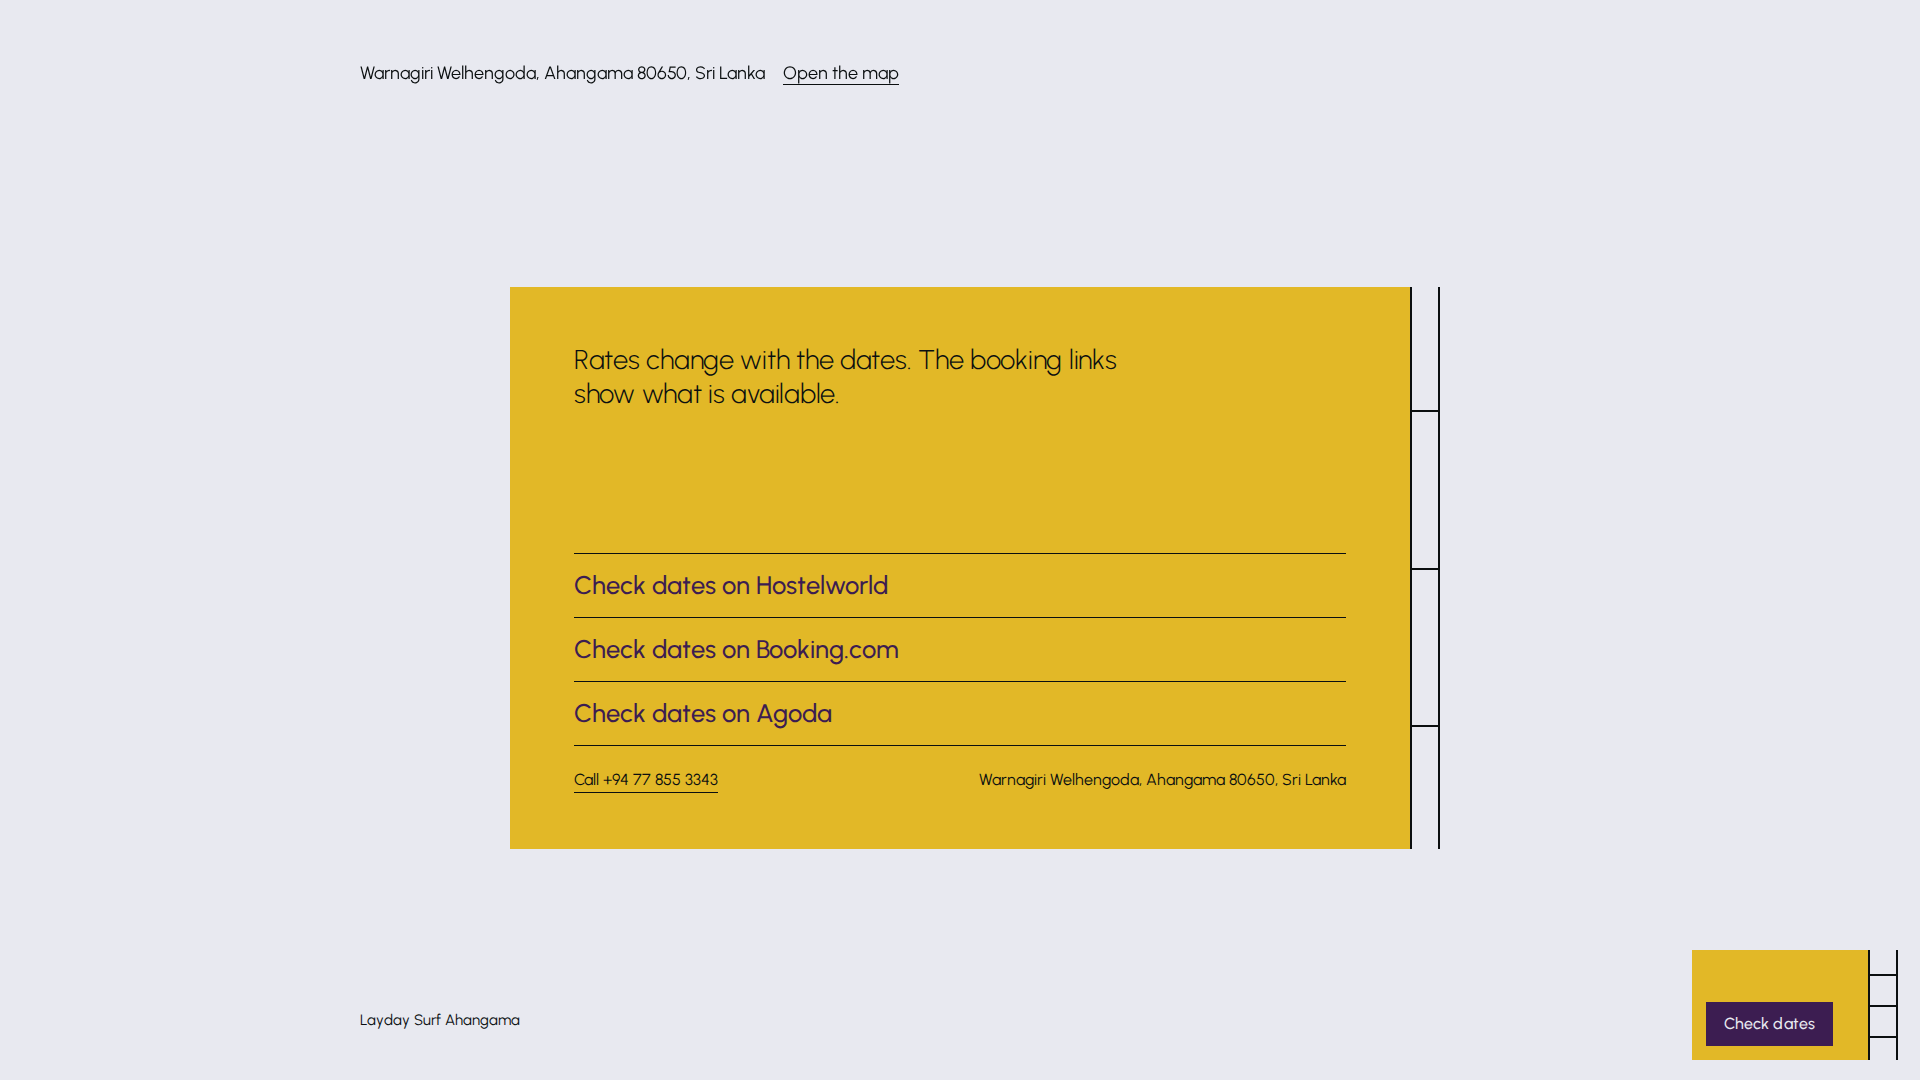 Warnagiri Welhengoda, Ahangama 80650, Sri Lanka Open the map
Rates change with the dates. The booking links
show what is available.
Check dates on Hostelworld
Check dates on Booking.com
Check dates on Agoda
Call +94 77 855 3343 Warnagiri Welhengoda, Ahangama 80650, Sri Lanka
Layday Surf Ahangama
Check dates